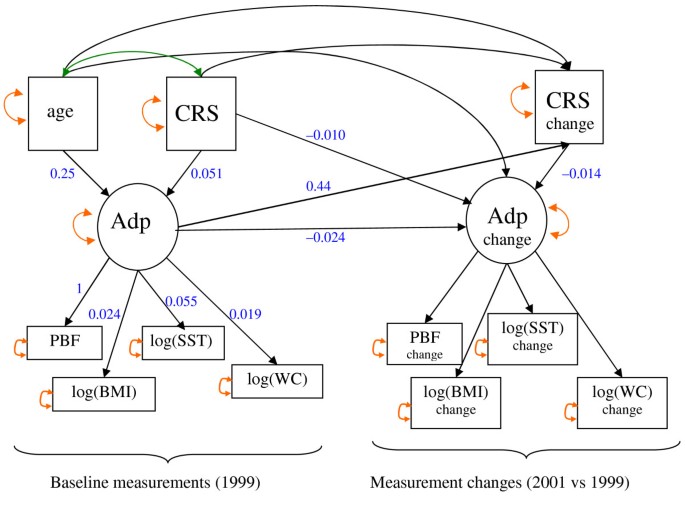 age
CRS
CRS
change
−0.010
0.25
0.051
−0.014
0.44
Adp
Adp
change
−0.024
1
0.024
0.055
0.019
PBF
log(SST)
log(BMI)
log(WC)
PBF
change
log(SST)
change
log(BMI)
change
log(WC)
change
Baseline measurements (1999)
Measurement changes (2001 vs 1999)